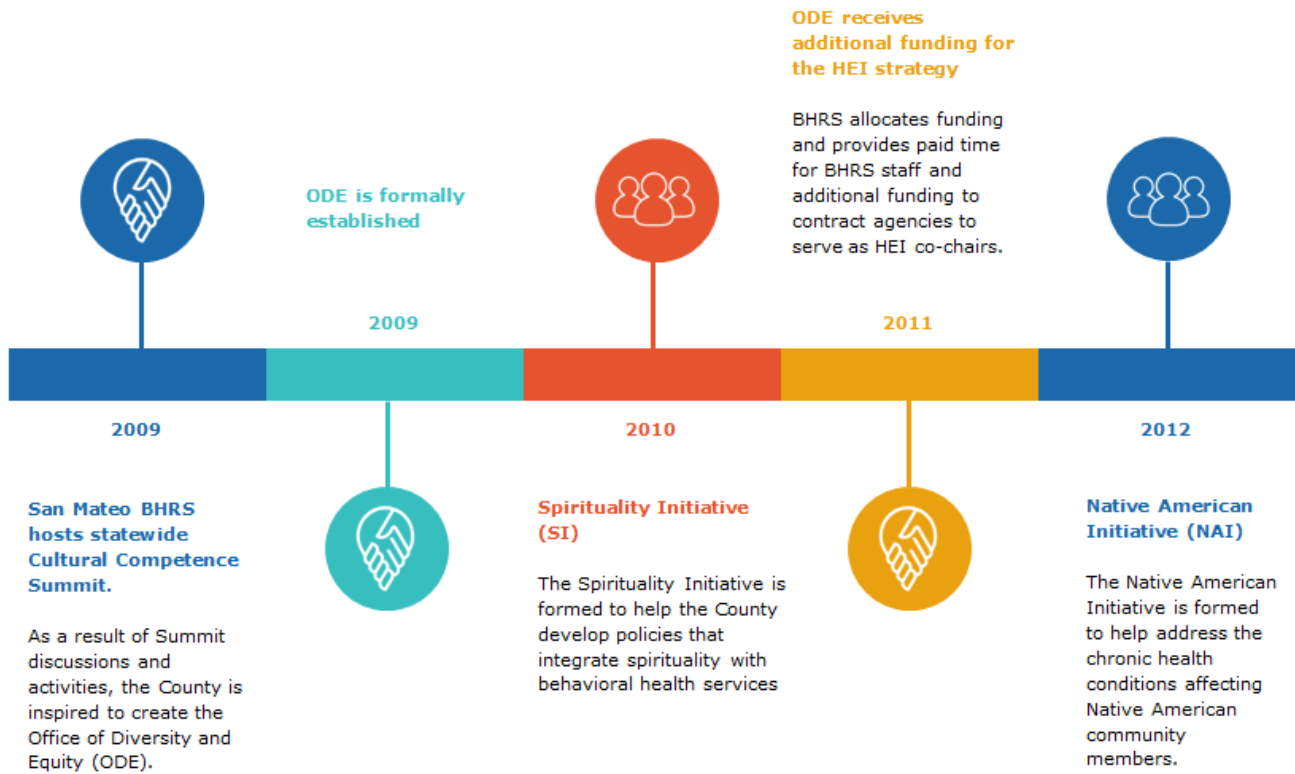 2009
San Mateo BHRS
hosts statewide
Cultural Competence
Summit.
As a result of Summit
discussions and
activities, the County is
inspired to create the
Office of Diversity and
Equity (ODE).
ODE is formally
established
2009
2010
Spirituality Initiative
(SI)
The Spirituality Initiative is
formed to help the County
develop policies that
integrate spirituality with
behavioral health services
ODE receives
additional funding for
the HEI strategy
BHRS allocates funding
and provides paid time
for BHRS staff and
additional funding to
contract agencies to
serve as HEI co-chairs.
2011
2012
Native American
Initiative (NAI)
The Native American
Initiative is formed
to help address the
chronic health
conditions affecting
Native American
community
members.